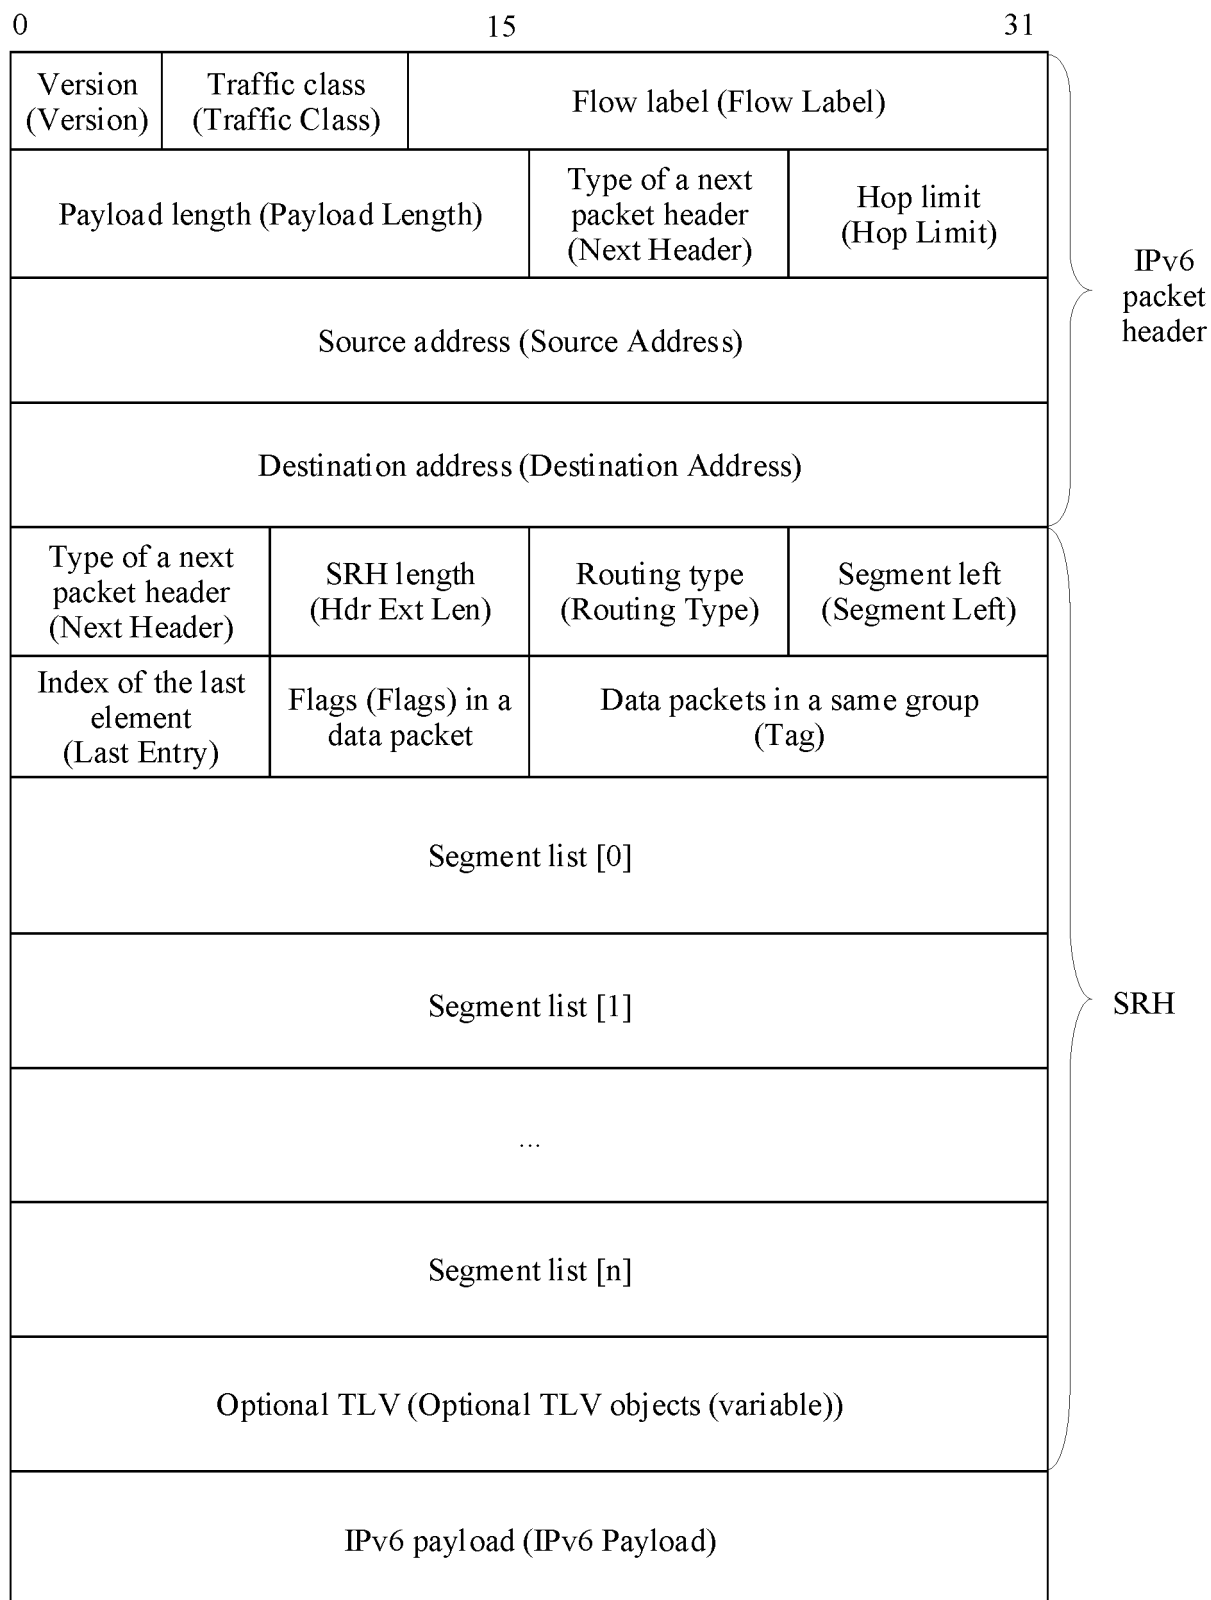 0 15 31
Version
(Version)
Traffic class
(Traffic Class)
Flow label (Flow Label)
Payload length (Payload Length)
Type of a next
packet header
(Next Header)
Hop limit
(Hop Limit)
Source address (Source Address)
Destination address (Destination Address)
IPv6
packet
header
Type of a next
packet header
(Next Header)
SRH length
(Hdr Ext Len)
Routing type
(Routing Type)
Segment left
(Segment Left)
Index of the last
element
(Last Entry)
Flags (Flags) in a
data packet
Data packets in a same group
(Tag)
Segment list [0]
Segment list [1]
...
Segment list [n]
Optional TLV (Optional TLV objects (variable))
SRH
IPv6 payload (IPv6 Payload)